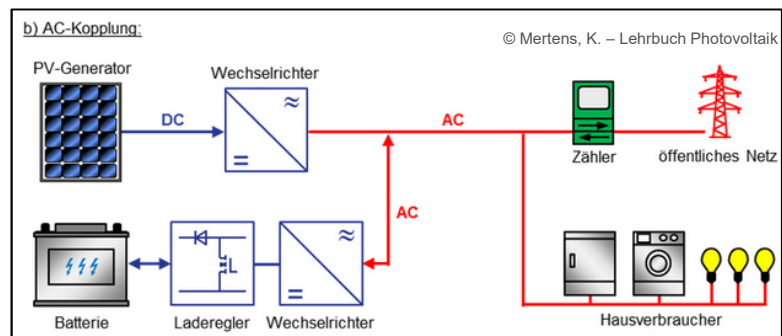 b) AC-Kopplung:
© Mertens, K. – Lehrbuch Photovoltaik
PV-Generator
Wechselrichter
DC
≈
=
AC
Zähler
öffentliches Netz
AC
L
≈
=
Batterie
Laderegler
Wechselrichter
Hausverbraucher